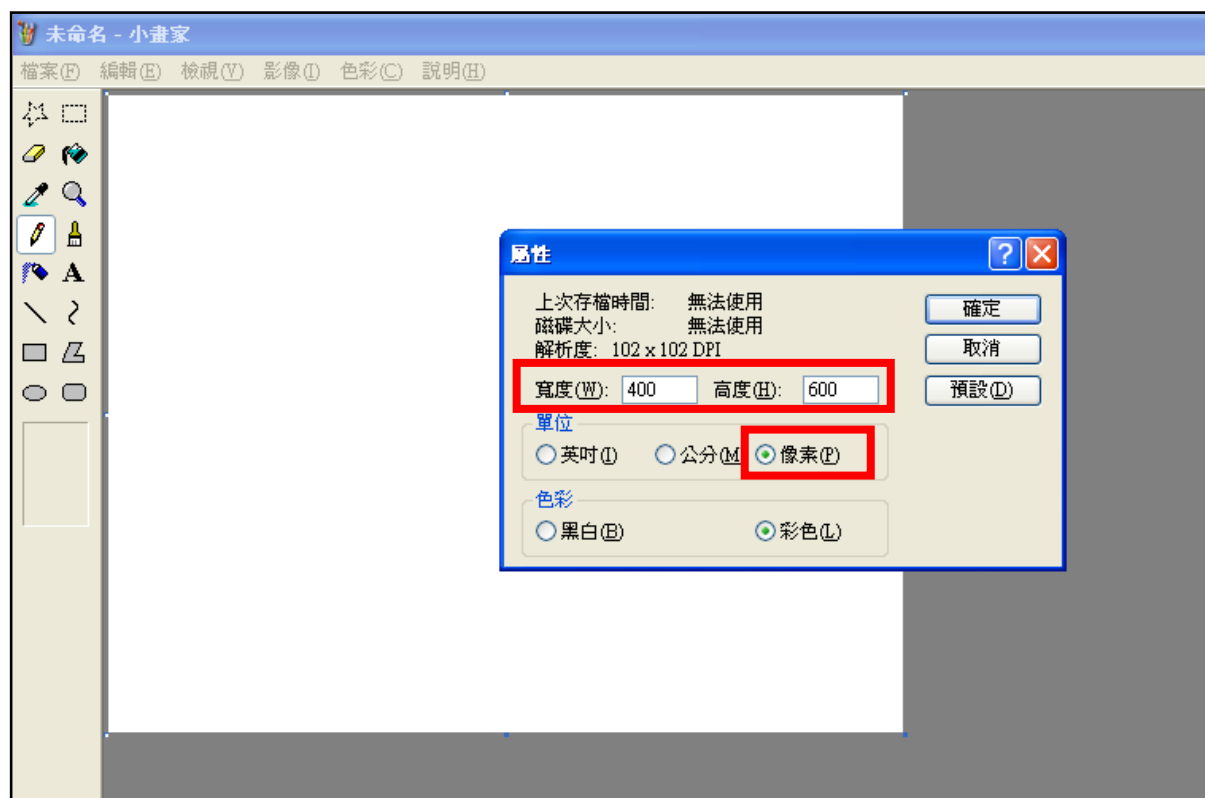 未命名 - 小畫家
檔案(F) 編輯(E) 檢視(V) 影像(I) 色彩(C) 說明(H)
A
屬性
上次存檔時間: 無法使用
磁碟大小: 無法使用
解析度: 102 x 102 DPI
寬度(W): 400 高度(H): 600
單位
英吋(I) 公分(M 像素(P)
色彩
黑白(B) 彩色(L)
?
確定
取消
預設(D)